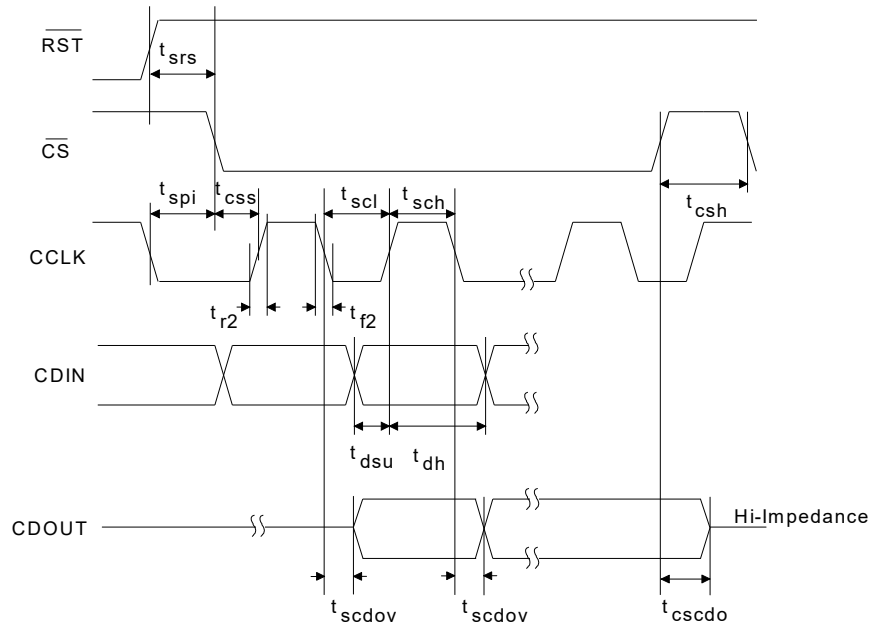 RST
t srs
CS
t spi
t css
t scl
t sch
t csh
CCLK
t r2
t f2
CDIN
t dsu
t dh
CDOUT
Hi-Impedance
t scdov
t scdov
t cscdo